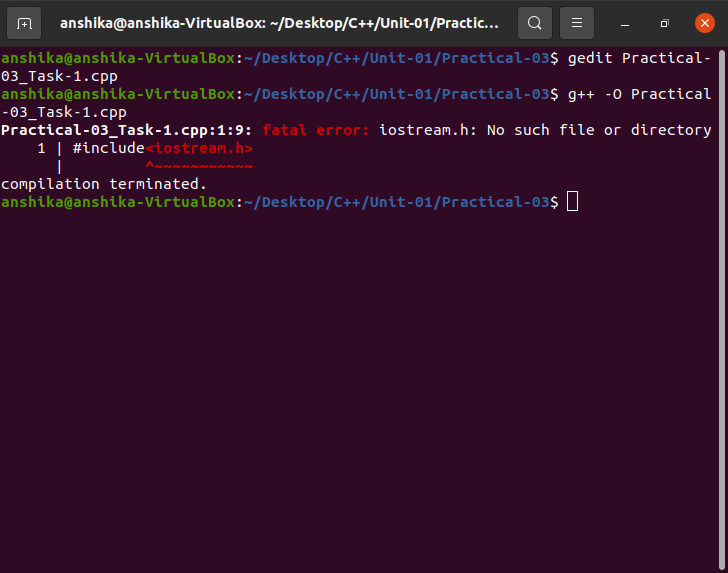 anshika@anshika-VirtualBox: ~/Desktop/C++/Unit-01/Practic...
anshika@anshika-VirtualBox:~/Desktop/C++/Unit-01/Practical-03$ gedit Practical-
03_Task-1.cpp
anshika@anshika-VirtualBox:~/Desktop/C++/Unit-01/Practical-03$ g++ -O Practical
-03_Task-1.cpp
Practical-03_Task-1.cpp:1:9: fatal error: iostream.h: No such file or directory
    1 | #include<iostream.h>
      |         ^~~~~~~~~~~~
compilation terminated.
anshika@anshika-VirtualBox:~/Desktop/C++/Unit-01/Practical-03$